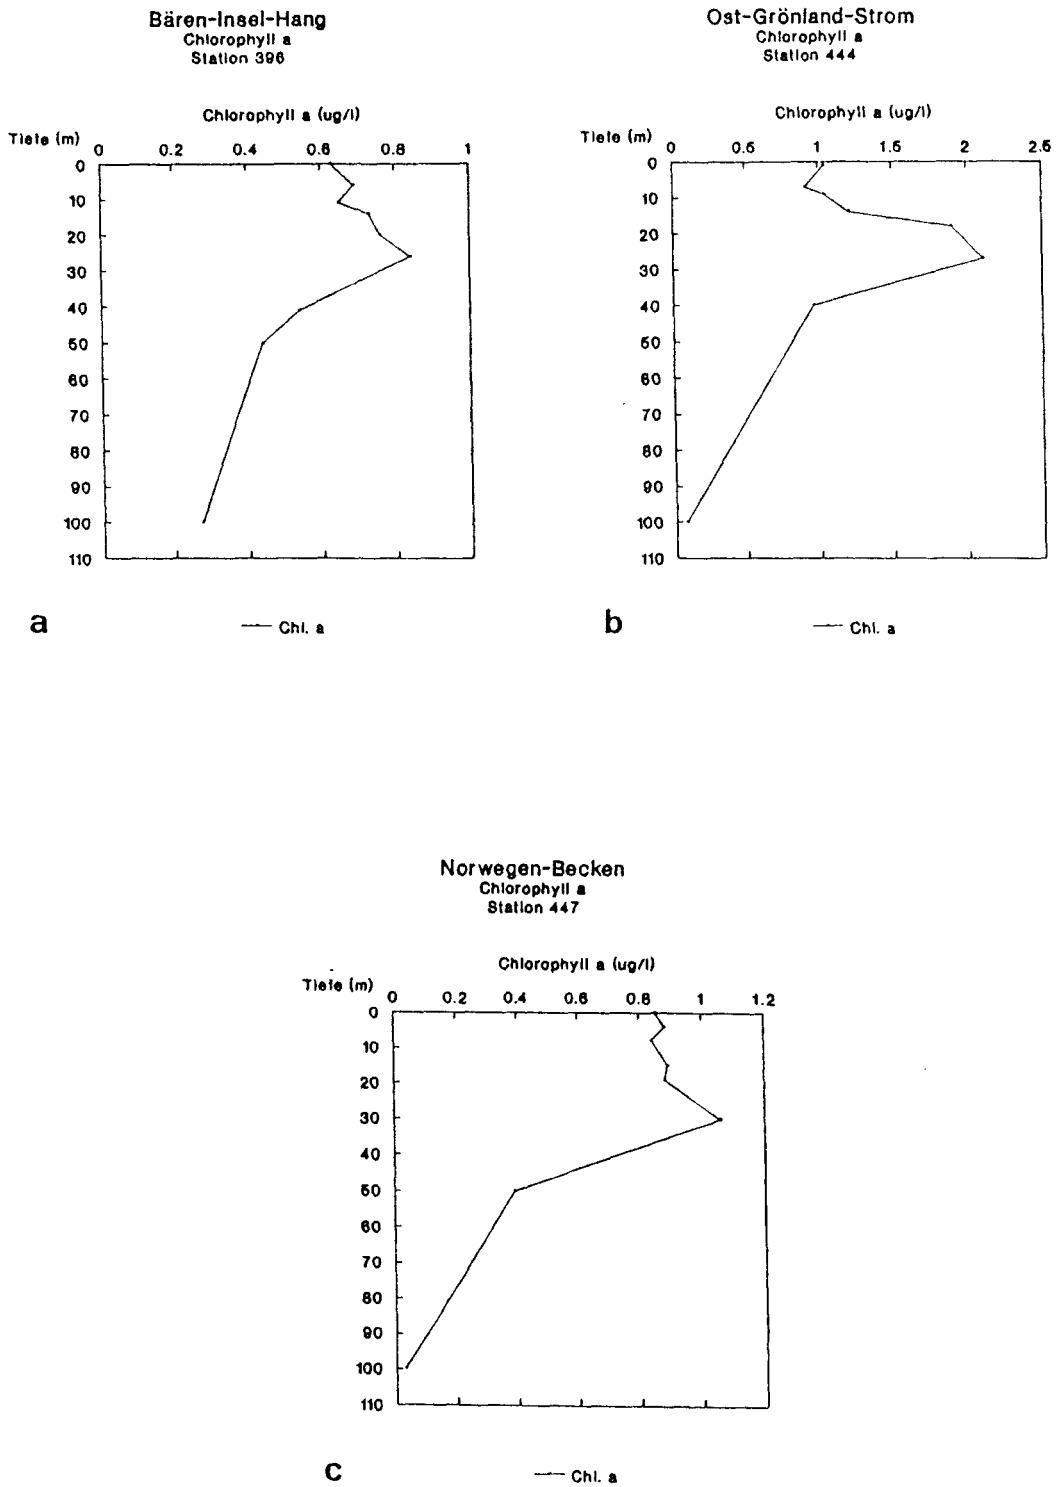 Bären-Insel-Hang
Chlorophyll a
Station 396
Chlorophyll a (ug/l)
Tiefe (m)
0 0.2 0.4 0.6 0.8 1
0
10
20
30
40
50
60
70
80
90
100
110
a
Chl. a
Ost-Grönland-Strom
Chlorophyll a
Station 444
Chlorophyll a (ug/l)
Tiefe (m)
0 0.5 1 1.5 2 2.5
0
10
20
30
40
50
60
70
80
90
100
110
b
Chl. a
Norwegen-Becken
Chlorophyll a
Station 447
Chlorophyll a (ug/l)
Tiefe (m)
0 0.2 0.4 0.6 0.8 1 1.2
0
10
20
30
40
50
60
70
80
90
100
110
c
Chl. a